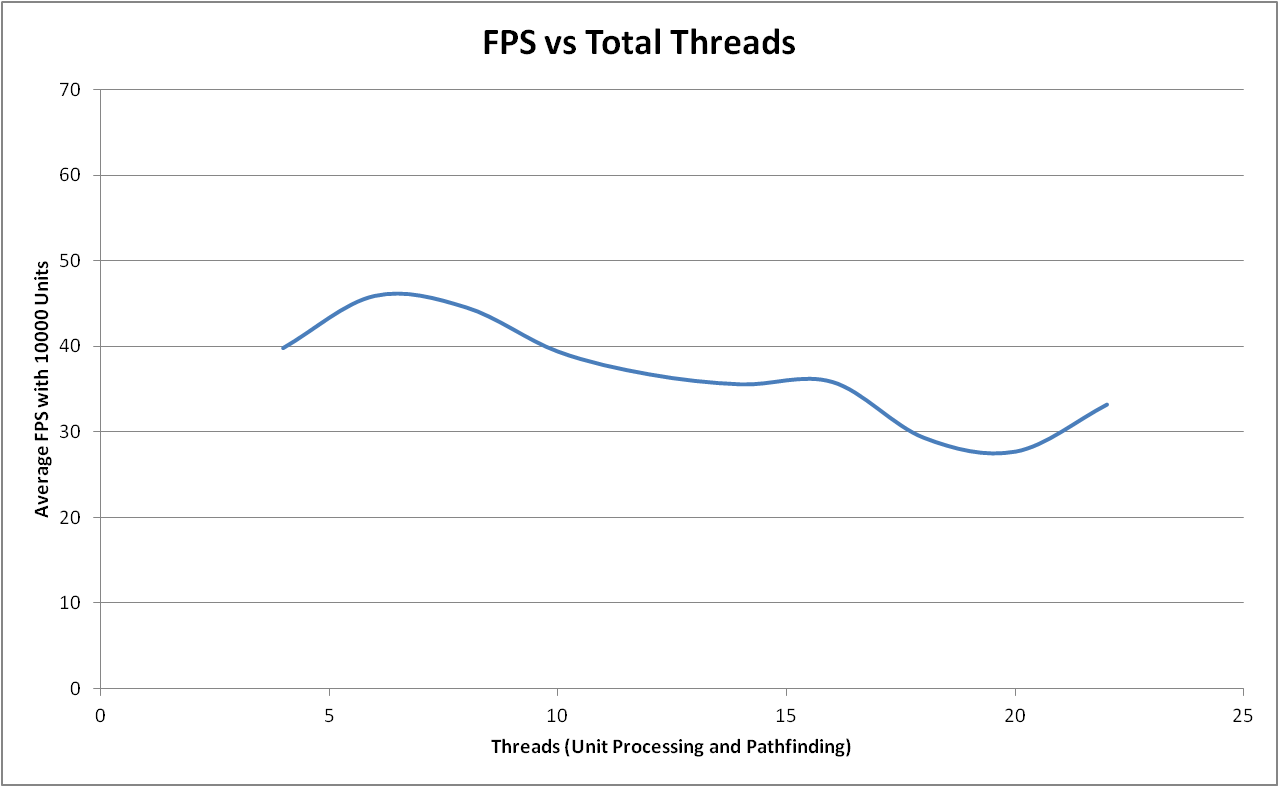 FPS vs Total Threads
Average FPS with 10000 Units
70
60
50
40
30
20
10
0
0 5 10 15 20 25
Threads (Unit Processing and Pathfinding)